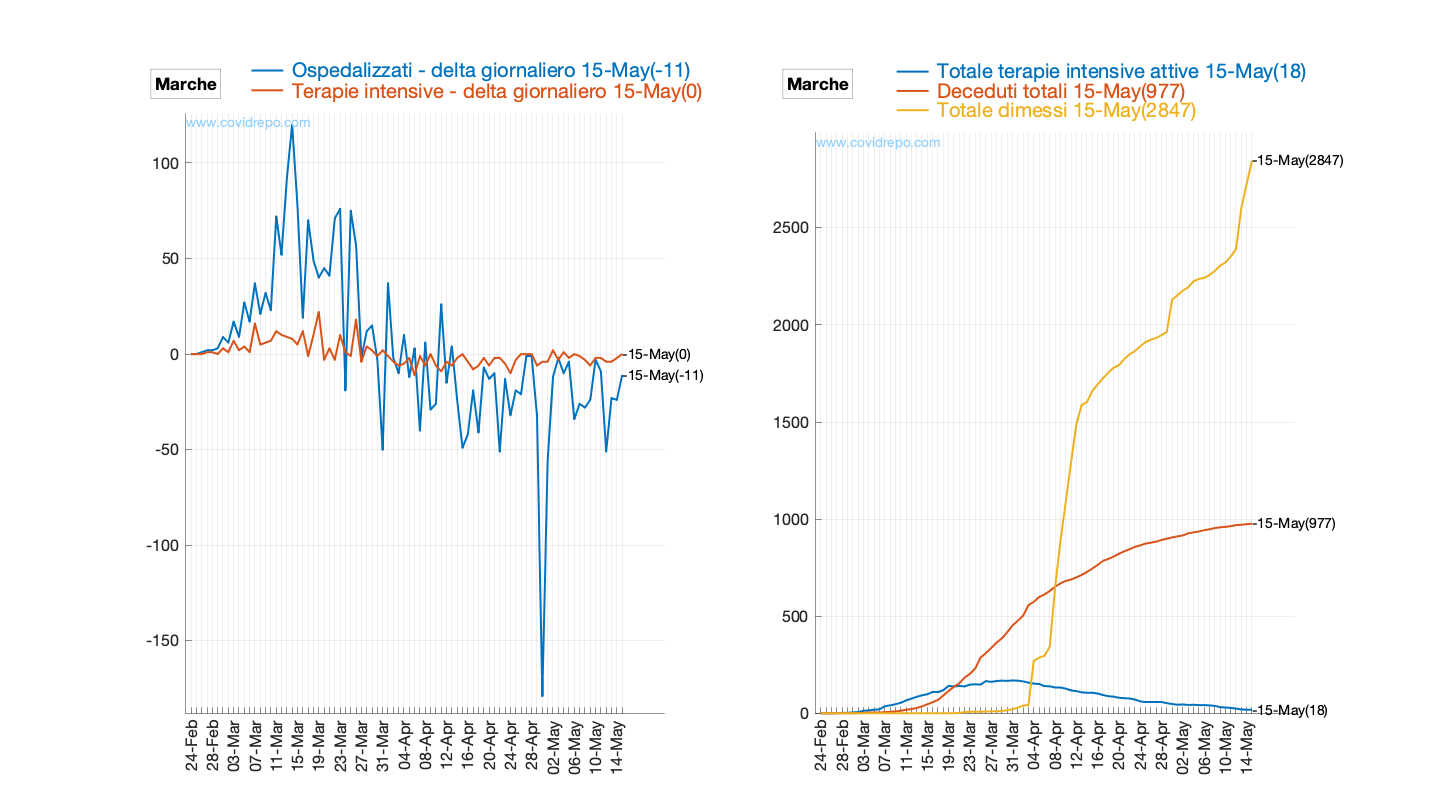 Marche
Ospedalizzati - delta giornaliero 15-May(-11)
Terapie intensive - delta giornaliero 15-May(0)
www.covidrepo.com
100
50
0
-50
-100
-150
15-May(0)
15-May(-11)
24-Feb
28-Feb
03-Mar
07-Mar
11-Mar
15-Mar
19-Mar
23-Mar
27-Mar
31-Mar
04-Apr
08-Apr
12-Apr
16-Apr
20-Apr
24-Apr
28-Apr
02-May
06-May
10-May
14-May
Marche
Totale terapie intensive attive 15-May(18)
Deceduti totali 15-May(977)
Totale dimessi 15-May(2847)
www.covidrepo.com
2500
2000
1500
1000
500
0
15-May(2847)
15-May(977)
15-May(18)
24-Feb
28-Feb
03-Mar
07-Mar
11-Mar
15-Mar
19-Mar
23-Mar
27-Mar
31-Mar
04-Apr
08-Apr
12-Apr
16-Apr
20-Apr
24-Apr
28-Apr
02-May
06-May
10-May
14-May